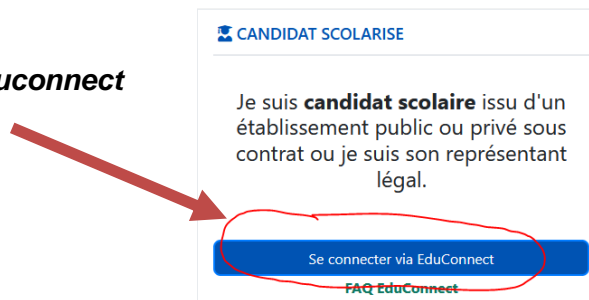 CANDIDAT SCOLARISE
uconnect
Je suis candidat scolaire issu d'un
établissement public ou privé sous
contrat ou je suis son représentant
légal.
Se connecter via EduConnect
FAQ EduConnect